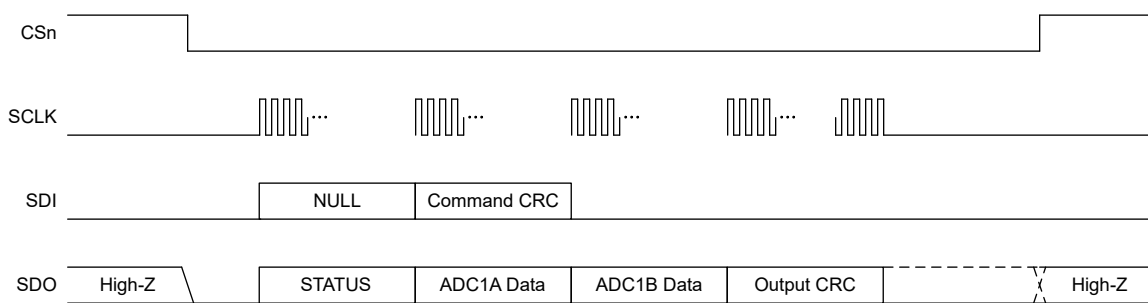 CSn
SCLK ... ... ... ...
SDI NULL Command CRC
SDO High-Z STATUS ADC1A Data ADC1B Data Output CRC High-Z